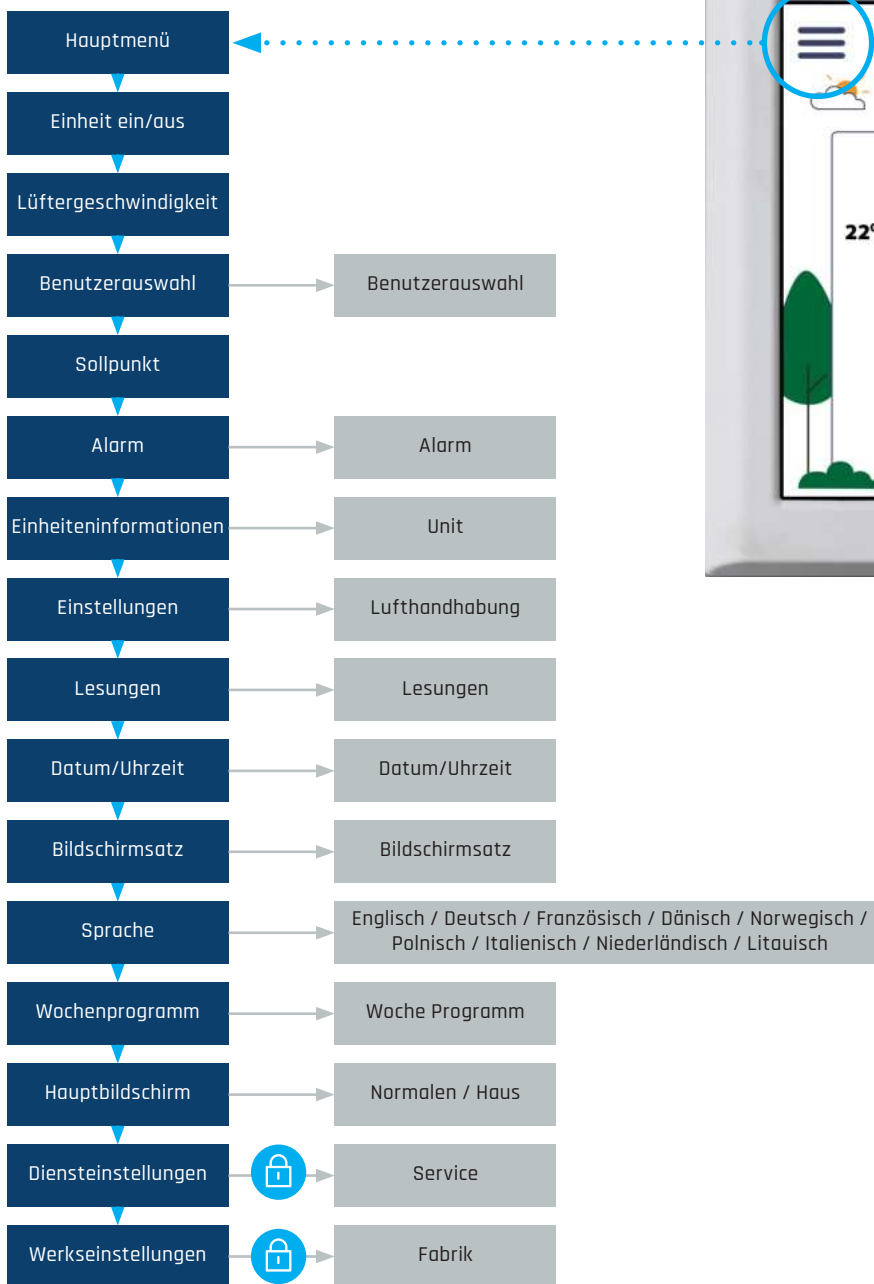 Hauptmenü
Einheit ein/aus
Lüftergeschwindigkeit
Benutzerauswahl
Benutzerauswahl
Sollpunkt
Alarm
Alarm
Einheiteninformationen
Unit
Einstellungen
Lufthandhabung
Lesungen
Lesungen
Datum/Uhrzeit
Datum/Uhrzeit
Bildschirmsatz
Bildschirmsatz
Sprache
Englisch / Deutsch / Französisch / Dänisch / Norwegisch /
Polnisch / Italienisch / Niederländisch / Litauisch
Wochenprogramm
Woche Programm
Hauptbildschirm
Normalen / Haus
Diensteinstellungen
Service
Werkseinstellungen
Fabrik
22°